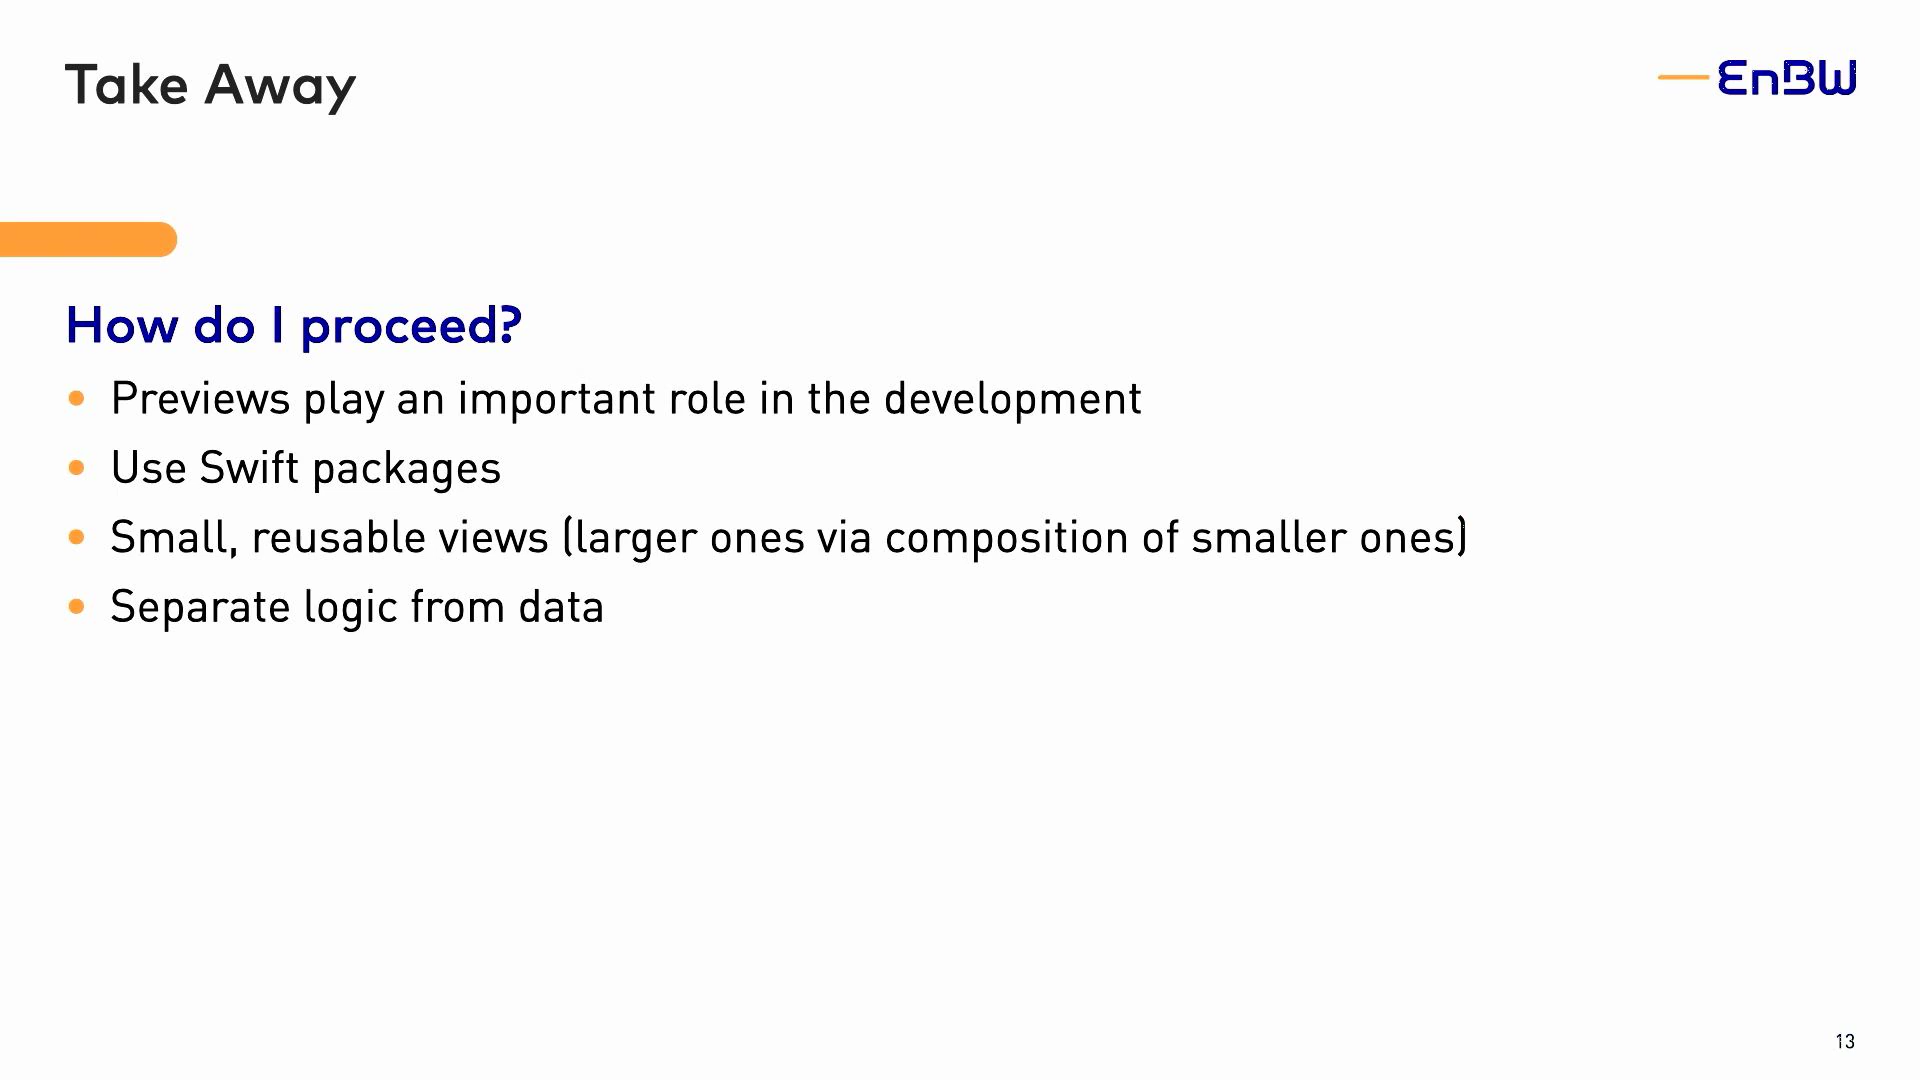 Take Away
EnBW
How do I proceed?
• Previews play an important role in the development
• Use Swift packages
• Small, reusable views (larger ones via composition of smaller ones)
• Separate logic from data
13